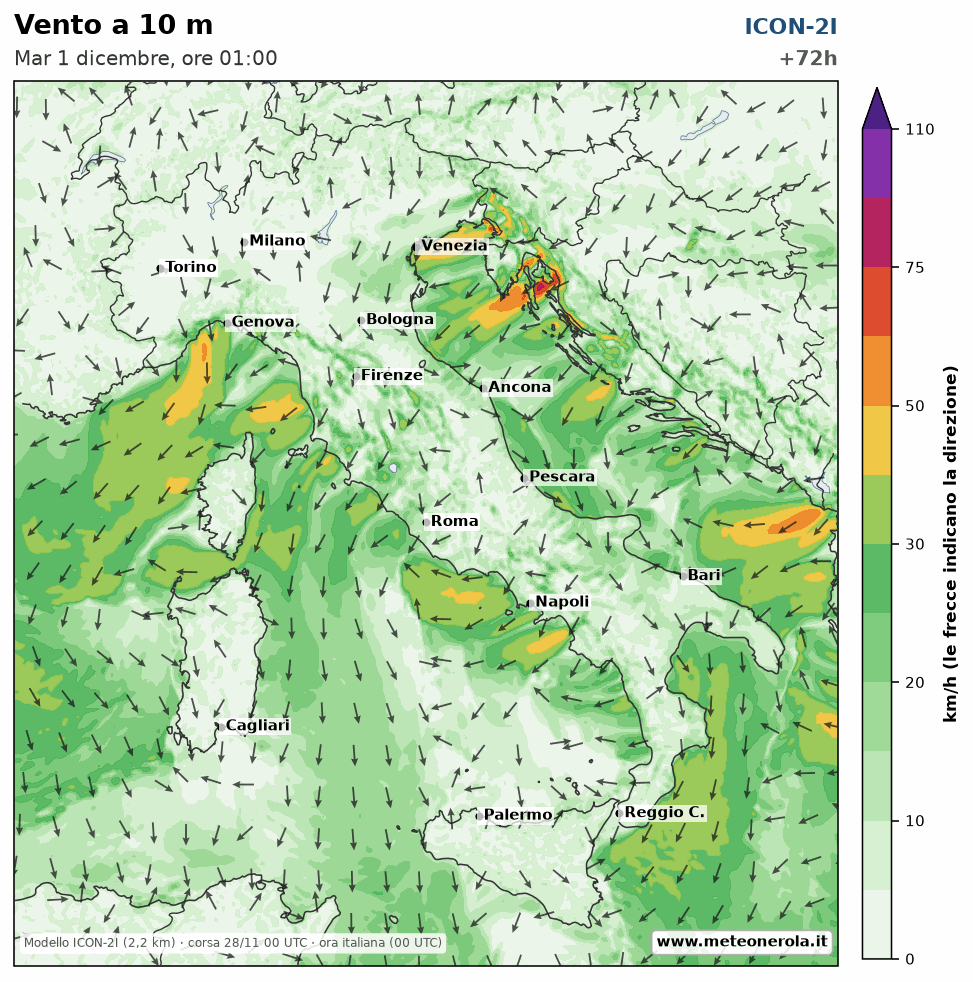 Vento a 10 m
ICON-2I
Mar 1 dicembre, ore 01:00
+72h
110
75
50
30
20
10
0
km/h (le frecce indicano la direzione)
Venezia
Milano
Torino
Genova
Bologna
Firenze
Ancona
Pescara
Roma
Bari
Napoli
Cagliari
Palermo
Reggio C.
Modello ICON-2I (2,2 km) · corsa 28/11 00 UTC · ora italiana (00 UTC)
www.meteonerola.it